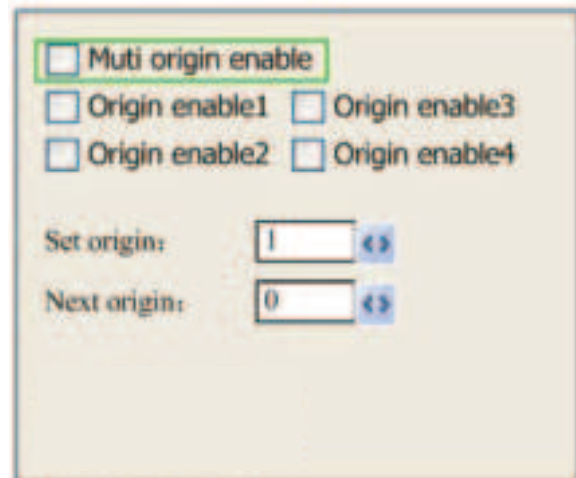 Muti origin enable
Origin enable1 Origin enable3
Origin enable2 Origin enable4
Set origin: 1
Next origin: 0